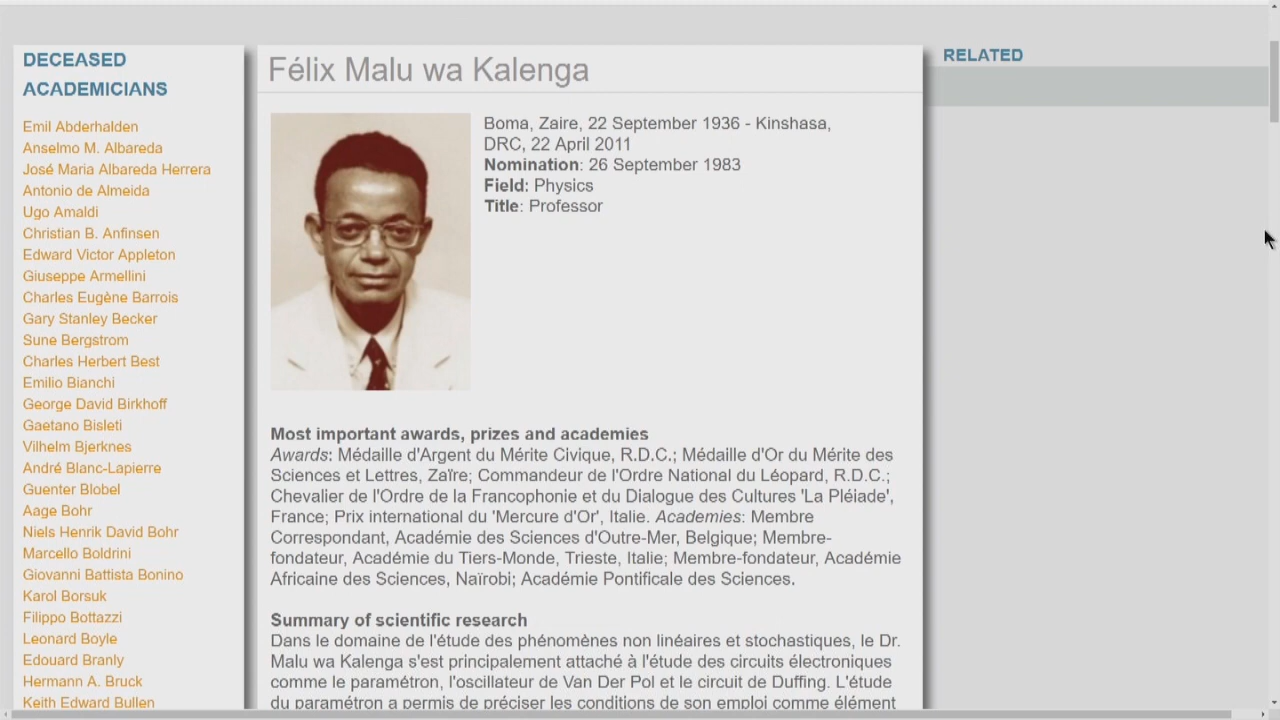 DECEASED
ACADEMICIANS
Emil Abderhalden
Anselmo M. Albareda
José Maria Albareda Herrera
Antonio de Almeida
Ugo Amaldi
Christian B. Anfinsen
Edward Victor Appleton
Giuseppe Armellini
Charles Eugène Barrois
Gary Stanley Becker
Sune Bergstrom
Charles Herbert Best
Emilio Bianchi
George David Birkhoff
Gaetano Bisleti
Vilhelm Bjerknes
André Blanc-Lapierre
Guenter Blobel
Aage Bohr
Niels Henrik David Bohr
Marcello Boldrini
Giovanni Battista Bonino
Karol Borsuk
Filippo Bottazzi
Leonard Boyle
Edouard Branly
Hermann A. Bruck
Keith Edward Bullen
Félix Malu wa Kalenga
Boma, Zaire, 22 September 1936 - Kinshasa,
DRC, 22 April 2011
Nomination: 26 September 1983
Field: Physics
Title: Professor
Most important awards, prizes and academies
Awards: Médaille d'Argent du Mérite Civique, R.D.C.; Médaille d'Or du Mérite des
Sciences et Lettres, Zaïre; Commandeur de l'Ordre National du Léopard, R.D.C.;
Chevalier de l'Ordre de la Francophonie et du Dialogue des Cultures 'La Pléiade',
France; Prix international du 'Mercure d'Or', Italie. Academies: Membre
Correspondant, Académie des Sciences d'Outre-Mer, Belgique; Membre-
fondateur, Académie du Tiers-Monde, Trieste, Italie; Membre-fondateur, Académie
Africaine des Sciences, Naïrobi; Académie Pontificale des Sciences.
Summary of scientific research
Dans le domaine de l'étude des phénomènes non linéaires et stochastiques, le Dr.
Malu wa Kalenga s'est principalement attaché à l'étude des circuits électroniques
comme le paramétron, l'oscillateur de Van Der Pol et le circuit de Duffing. L'étude
du paramétron a permis de préciser les conditions de son emploi comme élément
RELATED